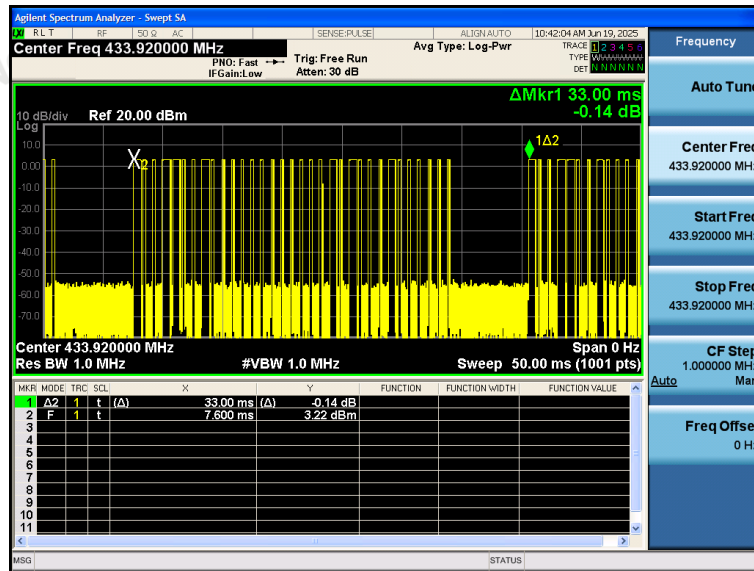 Agilent Spectrum Analyzer - Swept SA
LXI RLT RF 50 Ω AC SENSE:PULSE ALIGN AUTO 10:42:04 AM Jun 19, 2025
Center Freq 433.920000 MHz
PNO: Fast
IFGain:Low
Trig: Free Run
Atten: 30 dB
Avg Type: Log-Pwr
TRACE 1 2 3 4 5 6
TYPE W
DET N N N N N N
ΔMkr1 33.00 ms
-0.14 dB
10 dB/div Ref 20.00 dBm
Log
10.0
0.00
-10.0
-20.0
-30.0
-40.0
-50.0
-60.0
-70.0
X2
1Δ2
Center 433.920000 MHz Span 0 Hz
Res BW 1.0 MHz #VBW 1.0 MHz Sweep 50.00 ms (1001 pts)
MKR MODE TRC SCL X Y FUNCTION FUNCTION WIDTH FUNCTION VALUE
1 Δ2 1 t (Δ) 33.00 ms (Δ) -0.14 dB
2 F 1 t 7.600 ms 3.22 dBm
3
4
5
6
7
8
9
10
11
MSG STATUS
Frequency
Auto Tune
Center Freq
433.920000 MHz
Start Freq
433.920000 MHz
Stop Freq
433.920000 MHz
CF Step
1.000000 MHz
Auto Man
Freq Offset
0 Hz